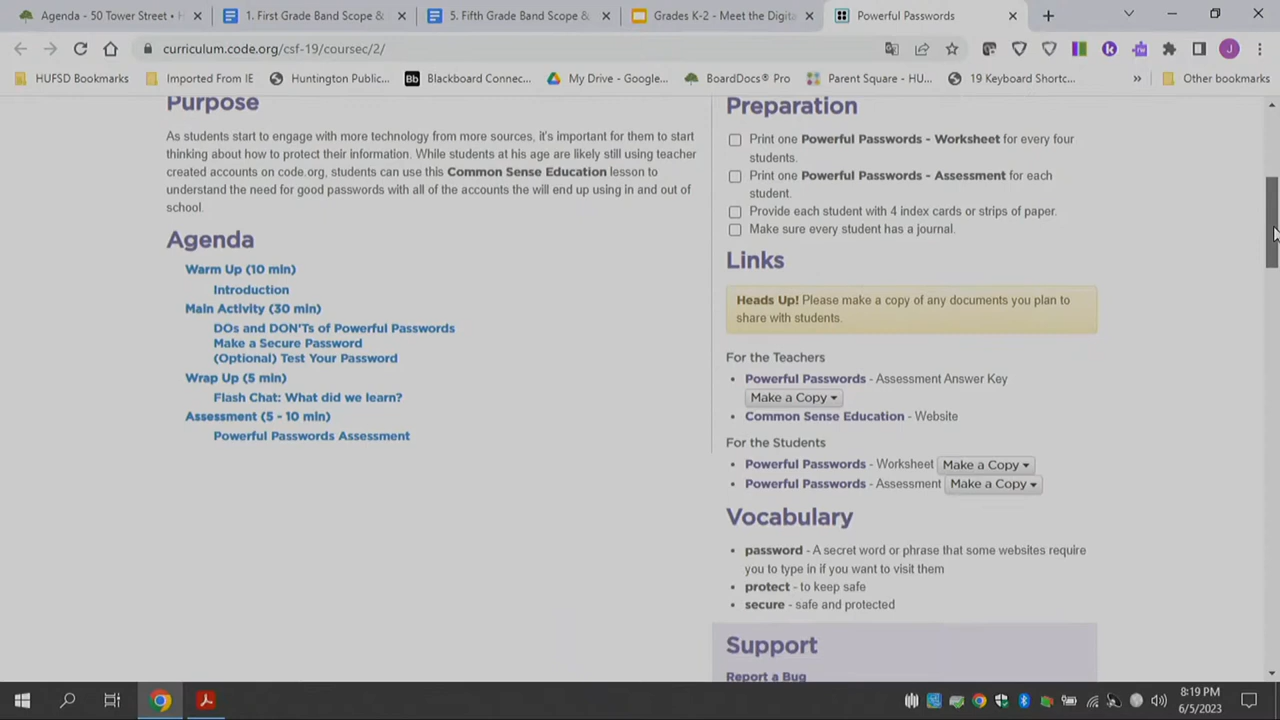 Agenda - 50 Tower Street • H
1. First Grade Band Scope &
5. Fifth Grade Band Scope &
Grades K-2 - Meet the Digita
Powerful Passwords
curriculum.code.org/csf-19/coursec/2/
J
HUFSD Bookmarks
Imported From IE
Huntington Public...
Bb Blackboard Connec...
My Drive - Google...
BoardDocs® Pro
Parent Square - HU...
19 Keyboard Shortc...
»
Other bookmarks
Purpose
As students start to engage with more technology from more sources, it's important for them to start
thinking about how to protect their information. While students at his age are likely still using teacher
created accounts on code.org, students can use this Common Sense Education lesson to
understand the need for good passwords with all of the accounts the will end up using in and out of
school.
Agenda
Warm Up (10 min)
Introduction
Main Activity (30 min)
DOs and DON'Ts of Powerful Passwords
Make a Secure Password
(Optional) Test Your Password
Wrap Up (5 min)
Flash Chat: What did we learn?
Assessment (5 - 10 min)
Powerful Passwords Assessment
Preparation
Print one Powerful Passwords - Worksheet for every four
students.
Print one Powerful Passwords - Assessment for each
student.
Provide each student with 4 index cards or strips of paper.
Make sure every student has a journal.
Links
Heads Up! Please make a copy of any documents you plan to
share with students.
For the Teachers
• Powerful Passwords - Assessment Answer Key
Make a Copy
• Common Sense Education - Website
For the Students
• Powerful Passwords - Worksheet Make a Copy
• Powerful Passwords - Assessment Make a Copy
Vocabulary
• password - A secret word or phrase that some websites require
you to type in if you want to visit them
• protect - to keep safe
• secure - safe and protected
Support
Report a Bug
8:19 PM
6/5/2023